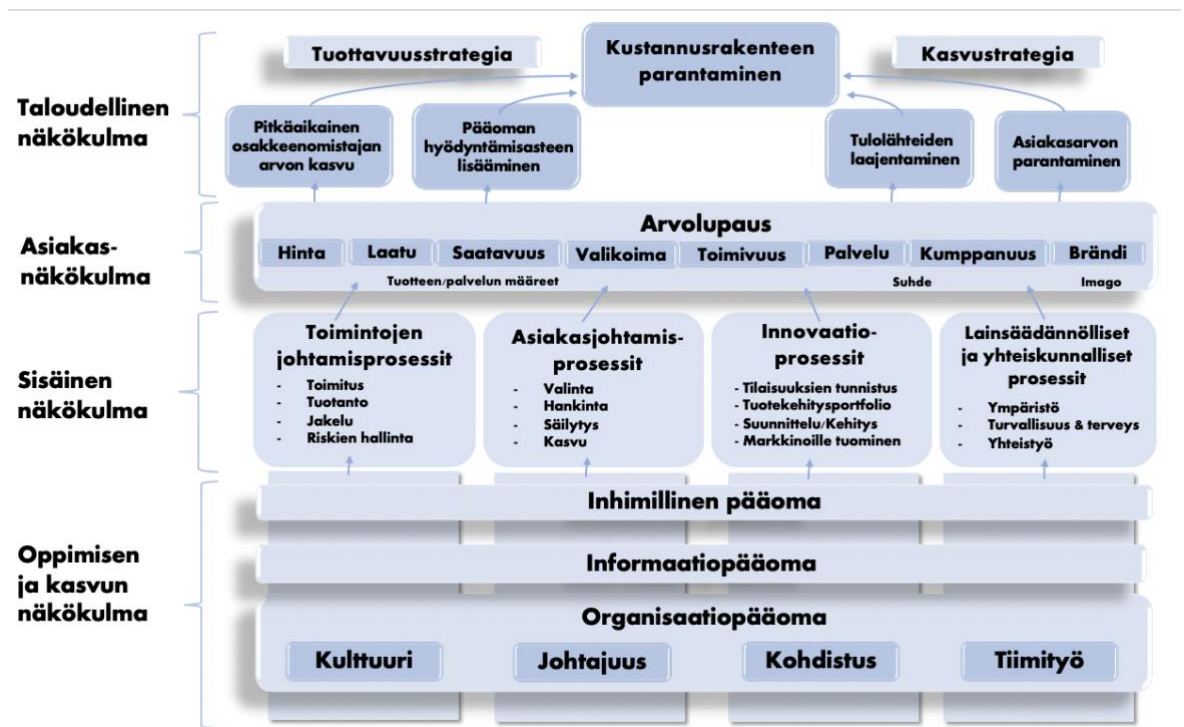 Tuottavuusstrategia
Kustannusrakenteen
parantaminen
Kasvustrategia
Taloudellinen
näkökulma
Pitkäaikainen
osakkeenomistajan
arvon kasvu
Pääoman
hyödyntämisasteen
lisääminen
Tulolähteiden
laajentaminen
Asiakasarvon
parantaminen
Asiakas-
näkökulma
Arvolupaus
Hinta
Laatu
Saatavuus
Valikoima
Toimivuus
Palvelu
Kumppanuus
Brändi
Tuotteen/palvelun määreet
Suhde
Imago
Sisäinen
näkökulma
Toimintojen
johtamisprosessit
- Toimitus
- Tuotanto
- Jakelu
- Riskien hallinta
Asiakasjohtamis-
prosessit
- Valinta
- Hankinta
- Säilytys
- Kasvu
Innovaatio-
prosessit
- Tilaisuuksien tunnistus
- Tuotekehitysportfolio
- Suunnittelu/Kehitys
- Markkinoille tuominen
Lainsäädännölliset
ja yhteiskunnalliset
prosessit
- Ympäristö
- Turvallisuus & terveys
- Yhteistyö
Oppimisen
ja kasvun
näkökulma
Inhimillinen pääoma
Informaatiopääoma
Organisaatiopääoma
Kulttuuri
Johtajuus
Kohdistus
Tiimityö